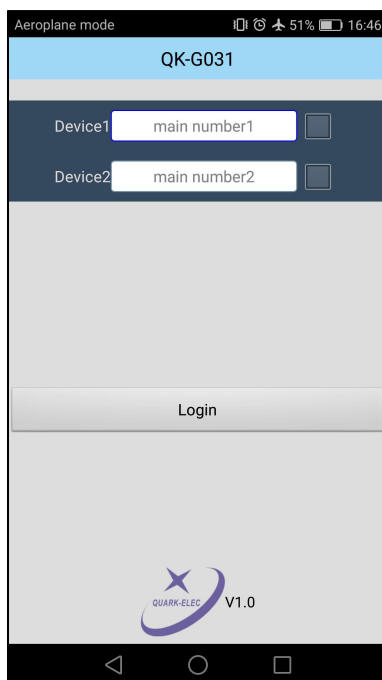 Aeroplane mode 51% 16:46
QK-G031
Device1 main number1
Device2 main number2
Login
QUARK-ELEC V1.0